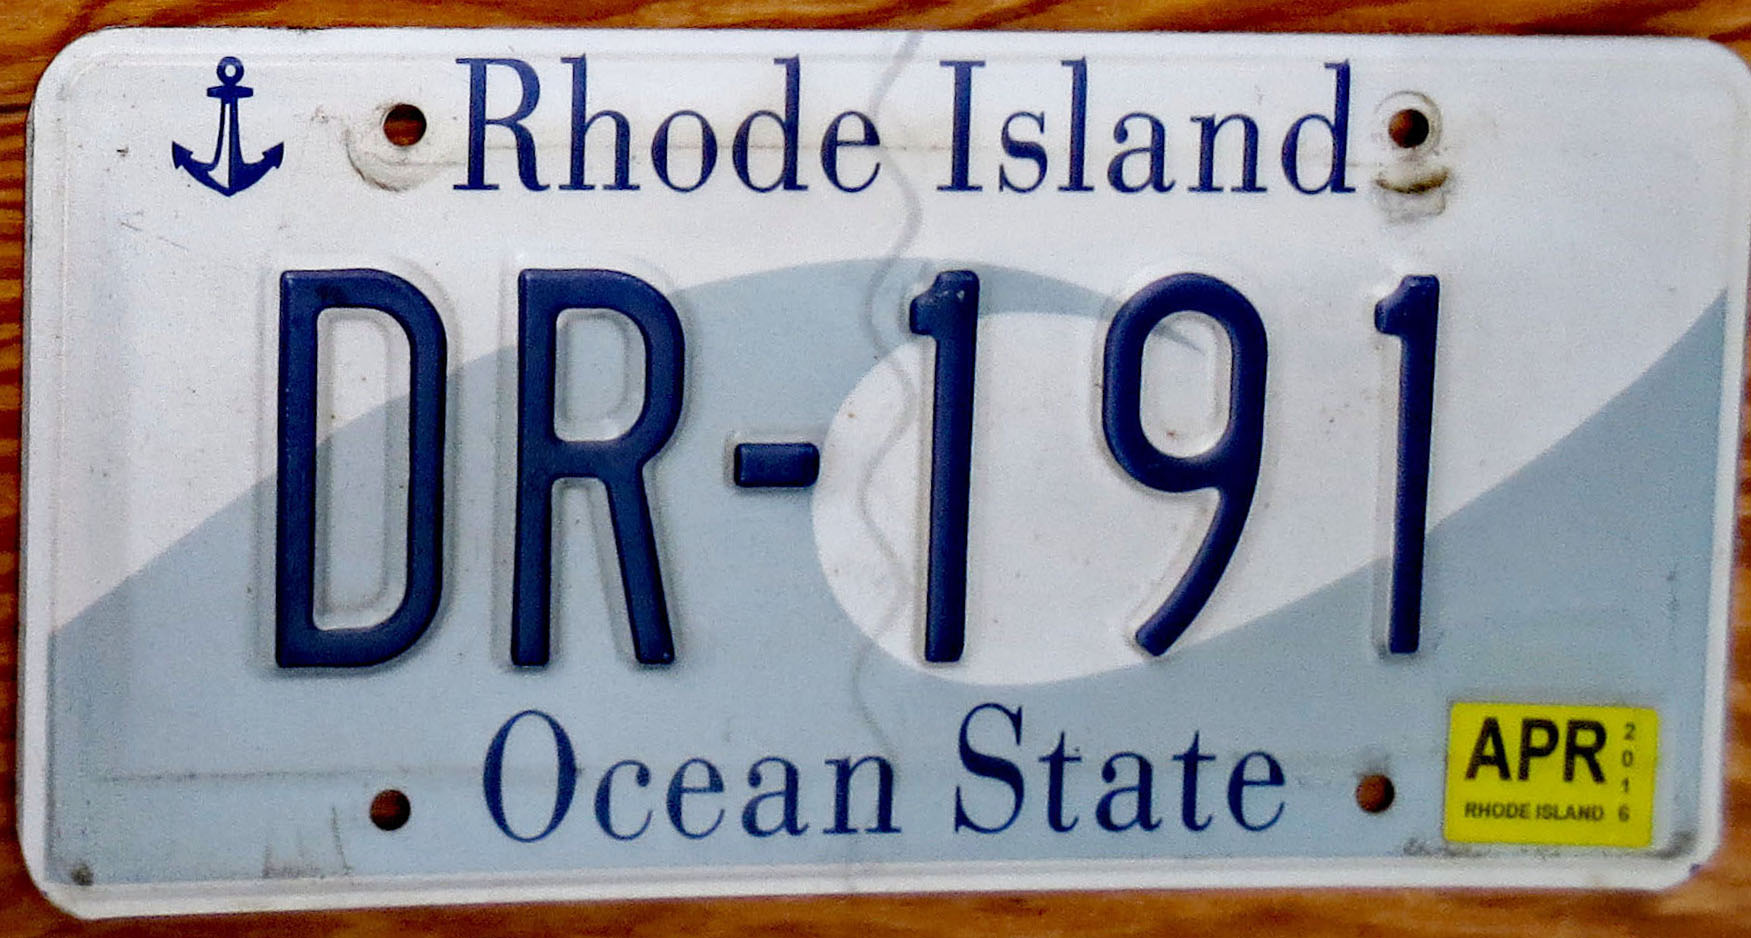 Rhode Island
DR-191
Ocean State
APR 2016
RHODE ISLAND